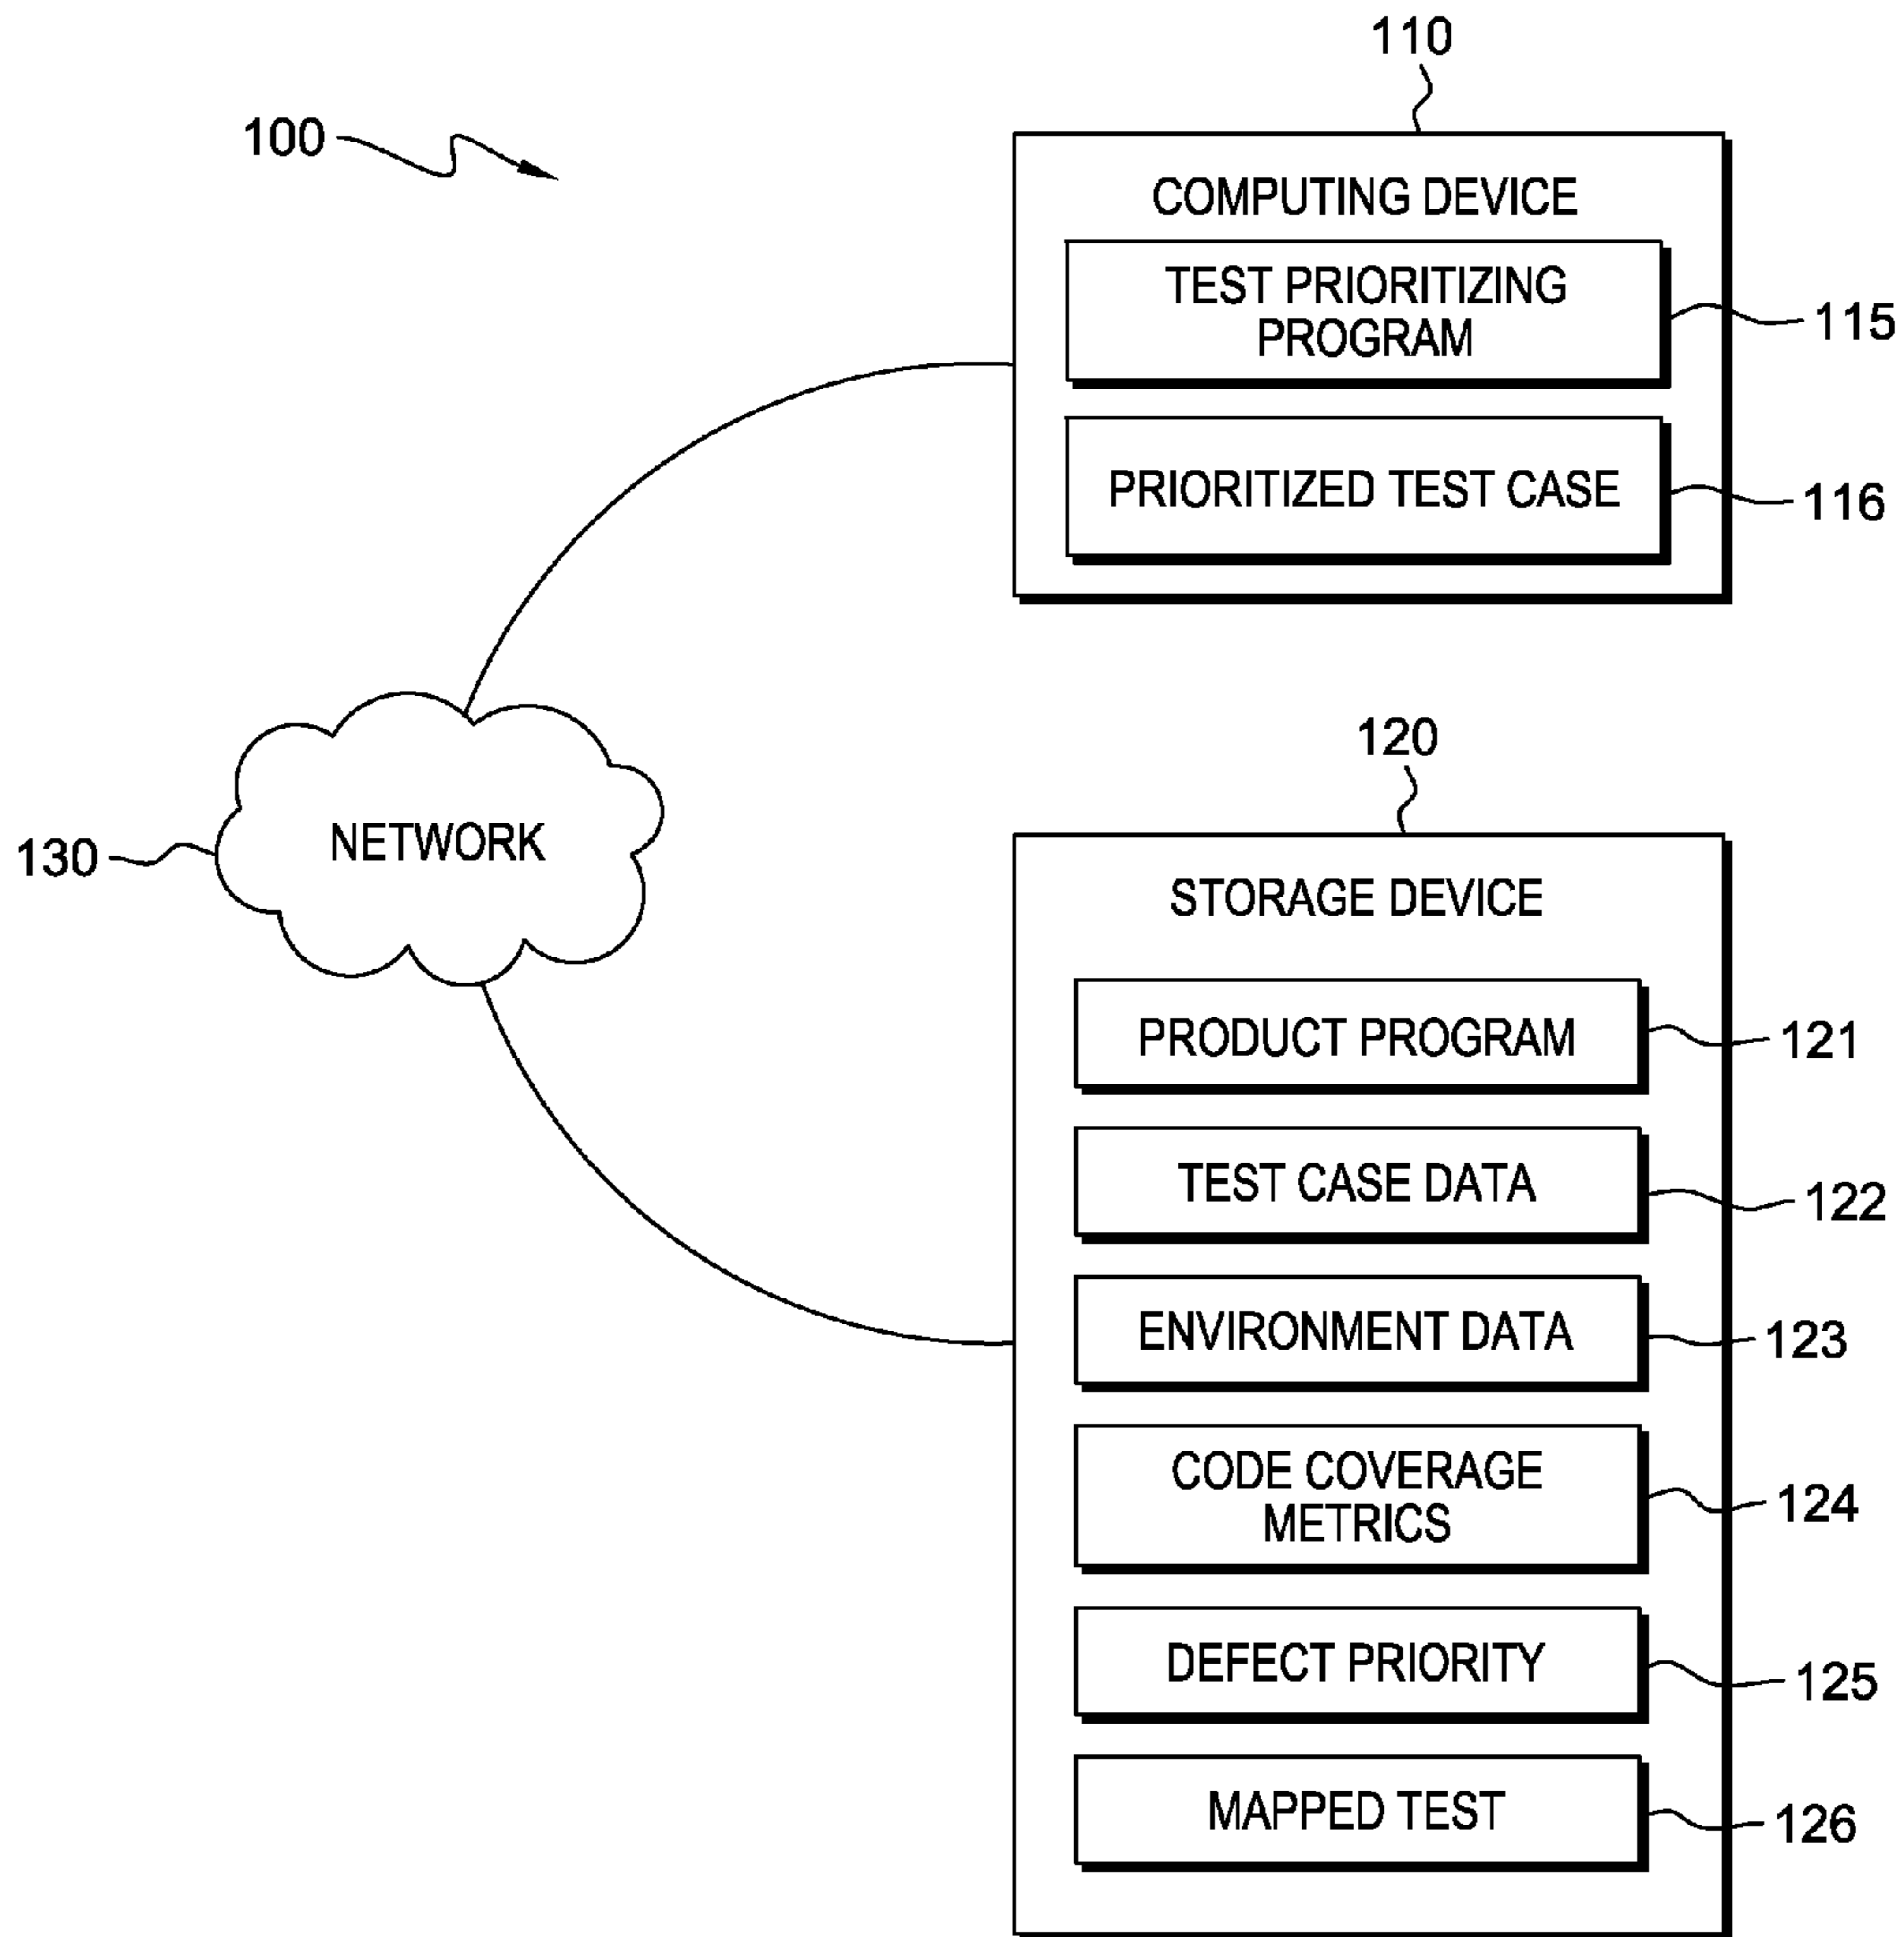 110
100
COMPUTING DEVICE
TEST PRIORITIZING
PROGRAM
115
PRIORITIZED TEST CASE
116
120
NETWORK
130
STORAGE DEVICE
PRODUCT PROGRAM
121
TEST CASE DATA
122
ENVIRONMENT DATA
123
CODE COVERAGE
METRICS
124
DEFECT PRIORITY
125
MAPPED TEST
126